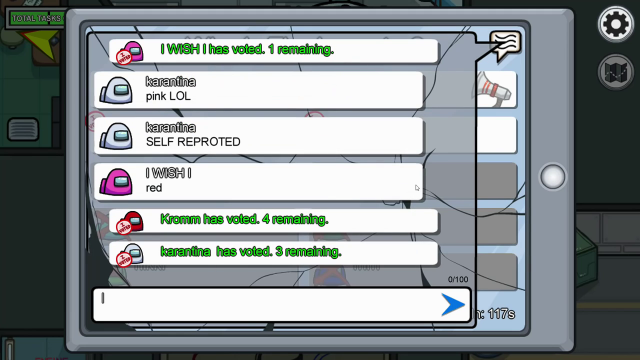 TOTAL TASKS
I WISH I has voted. 1 remaining.
karantina
pink LOL
karantina
SELF REPROTED
I WISH I
red
Kromm has voted. 4 remaining.
karantina has voted. 3 remaining.
0/100
n: 117s